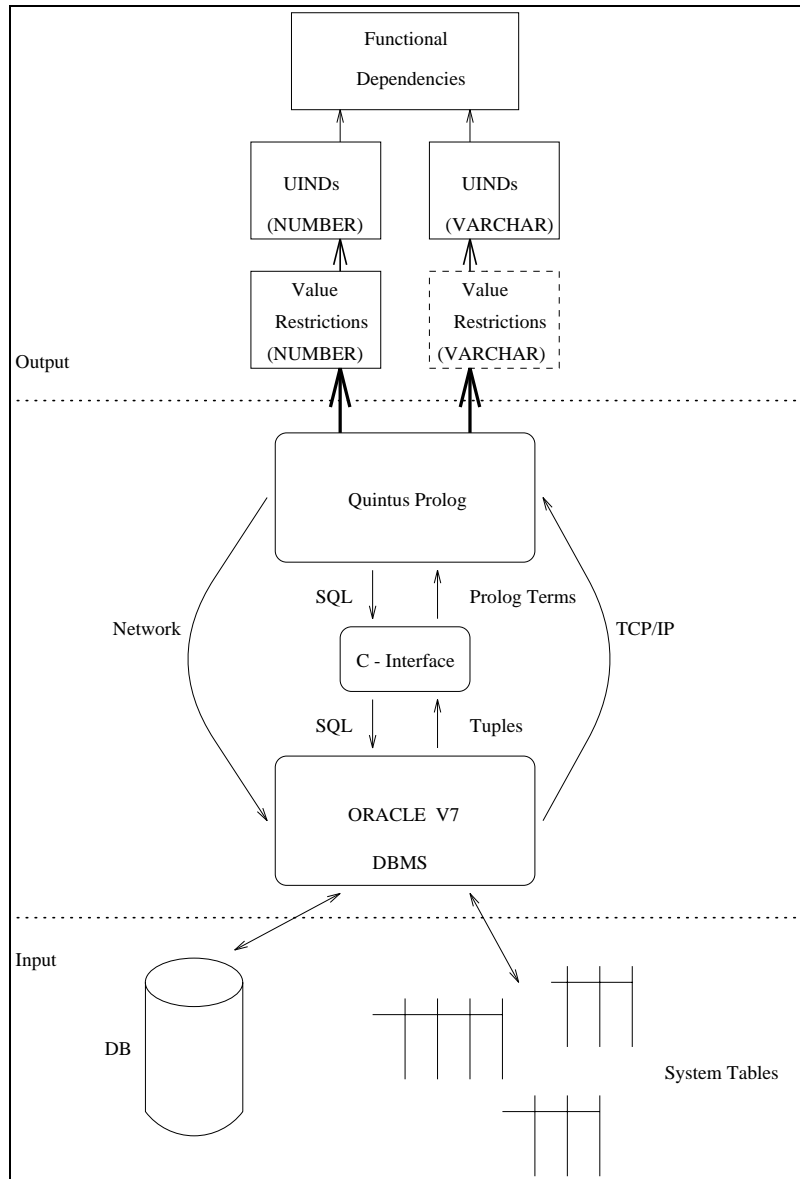 Functional
Dependencies
UINDs
(NUMBER)
UINDs
(VARCHAR)
Value
Restrictions
(NUMBER)
Value
Restrictions
(VARCHAR)
Output
Quintus Prolog
SQL
Prolog Terms
Network
TCP/IP
C - Interface
SQL
Tuples
ORACLE V7
DBMS
Input
DB
System Tables